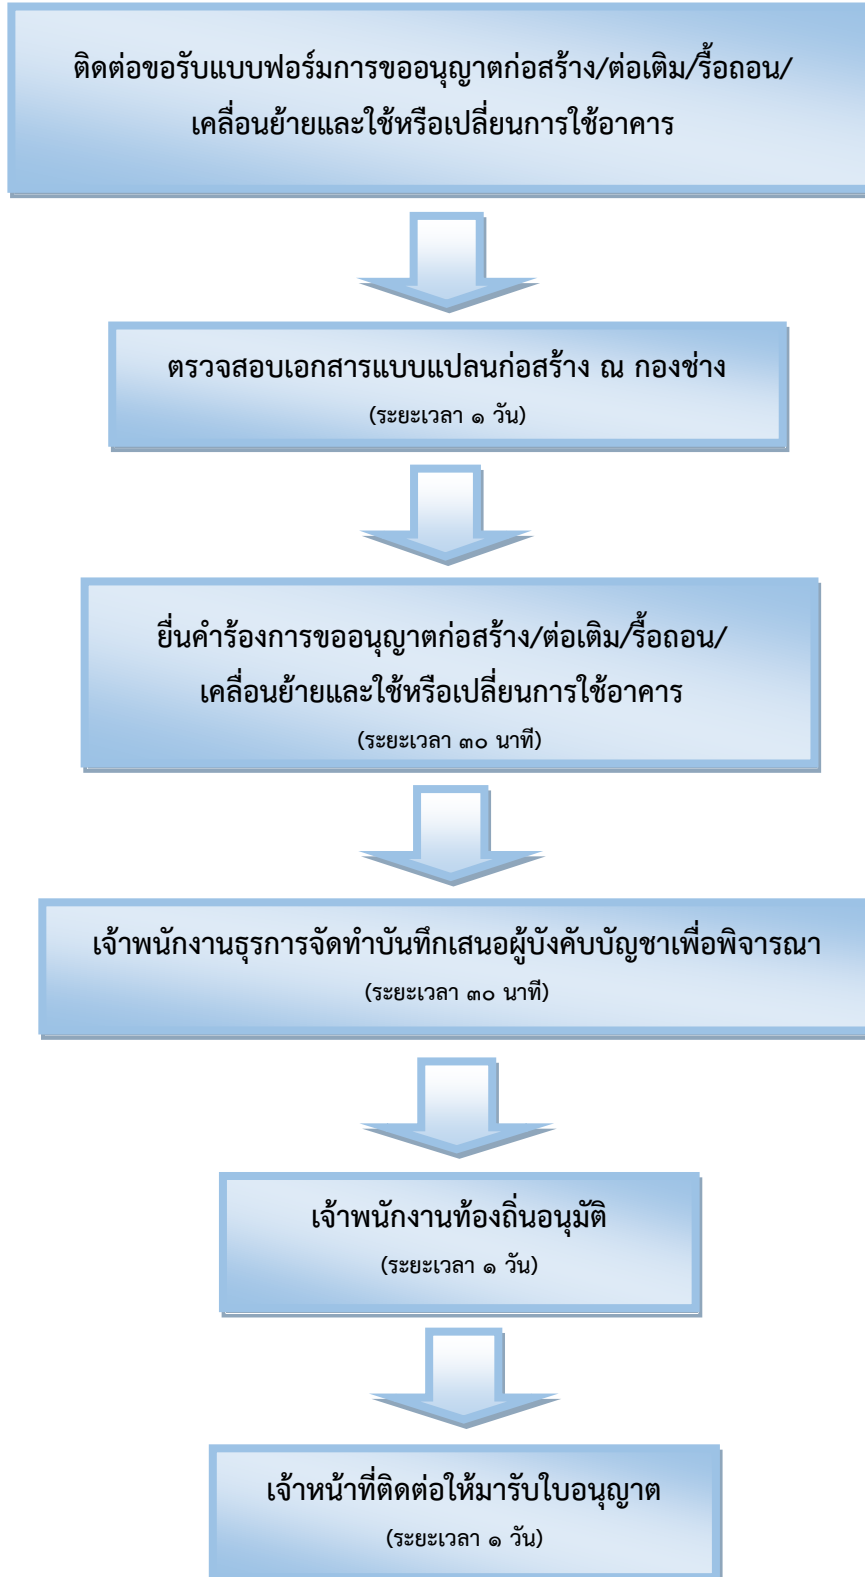 ติดต่อขอรับแบบฟอร์มการขออนุญาตก่อสร้าง/ต่อเติม/รื้อถอน/
เคลื่อนย้ายและใช้หรือเปลี่ยนการใช้อาคาร
ตรวจสอบเอกสารแบบแปลนก่อสร้าง ณ กองช่าง
(ระยะเวลา ๑ วัน)
ยื่นคำร้องการขออนุญาตก่อสร้าง/ต่อเติม/รื้อถอน/
เคลื่อนย้ายและใช้หรือเปลี่ยนการใช้อาคาร
(ระยะเวลา ๓๐ นาที)
เจ้าพนักงานธุรการจัดทำบันทึกเสนอผู้บังคับบัญชาเพื่อพิจารณา
(ระยะเวลา ๓๐ นาที)
เจ้าพนักงานท้องถิ่นอนุมัติ
(ระยะเวลา ๑ วัน)
เจ้าหน้าที่ติดต่อให้มารับใบอนุญาต
(ระยะเวลา ๑ วัน)